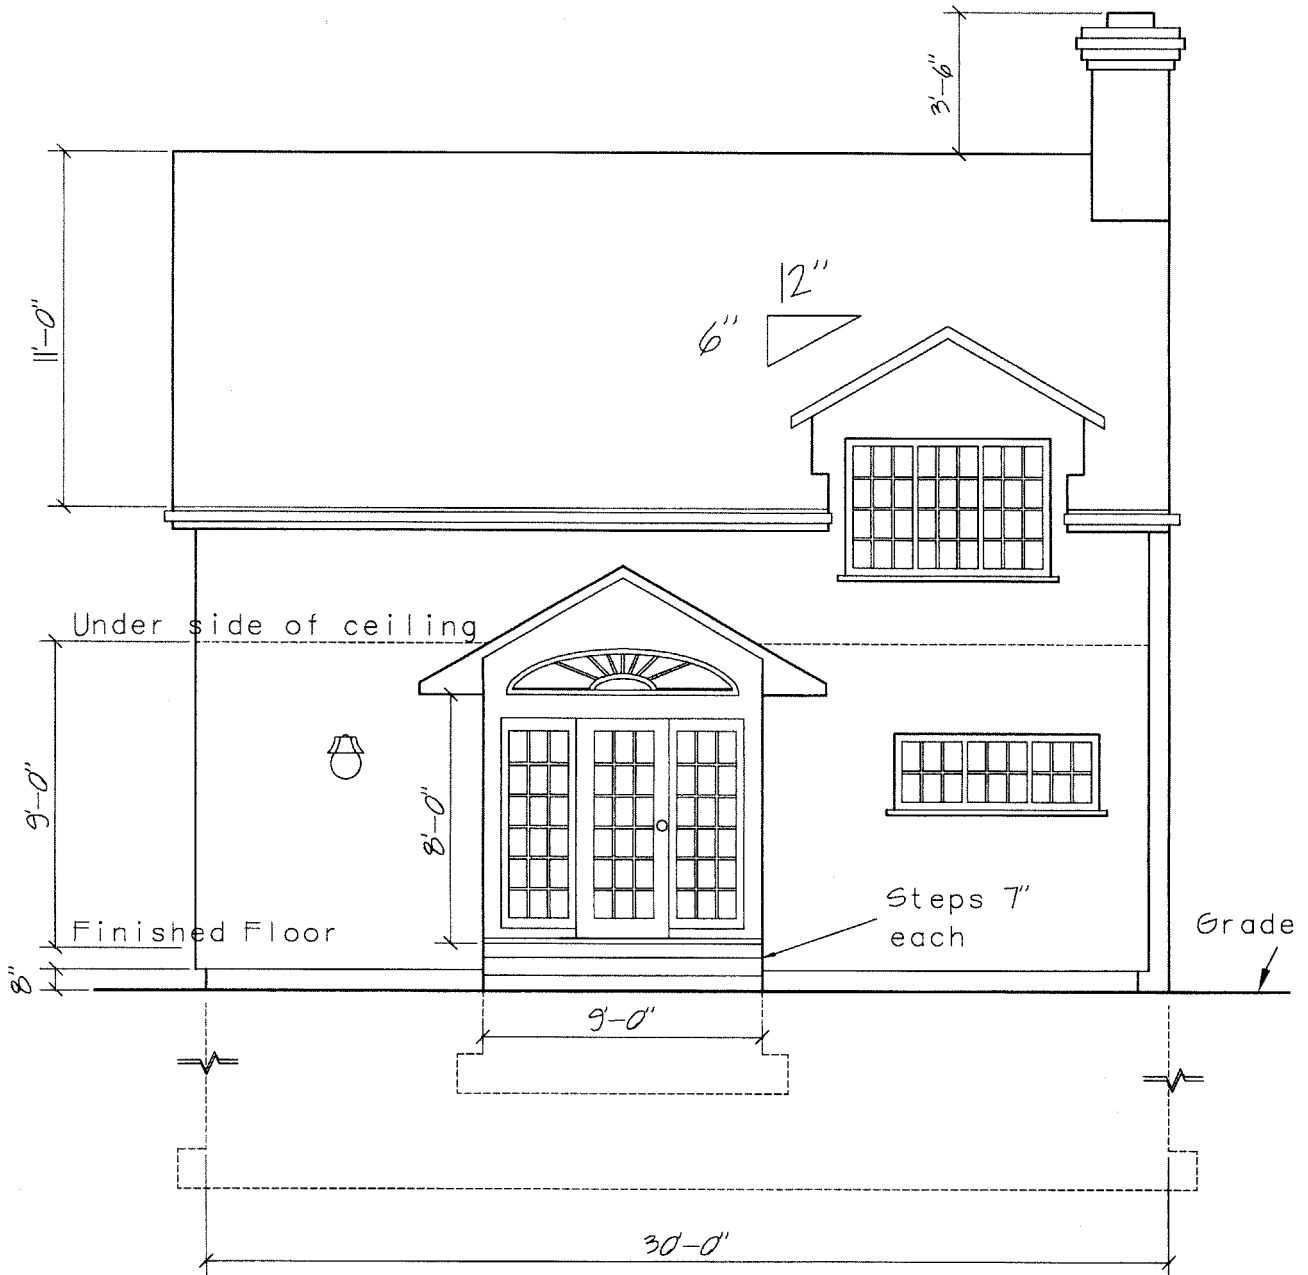 3'-6"
11'-0"
12"
6"
Under side of ceiling
9'-0"
8'-0"
Finished Floor
Steps 7"
each
Grade
8"
9'-0"
30'-0"